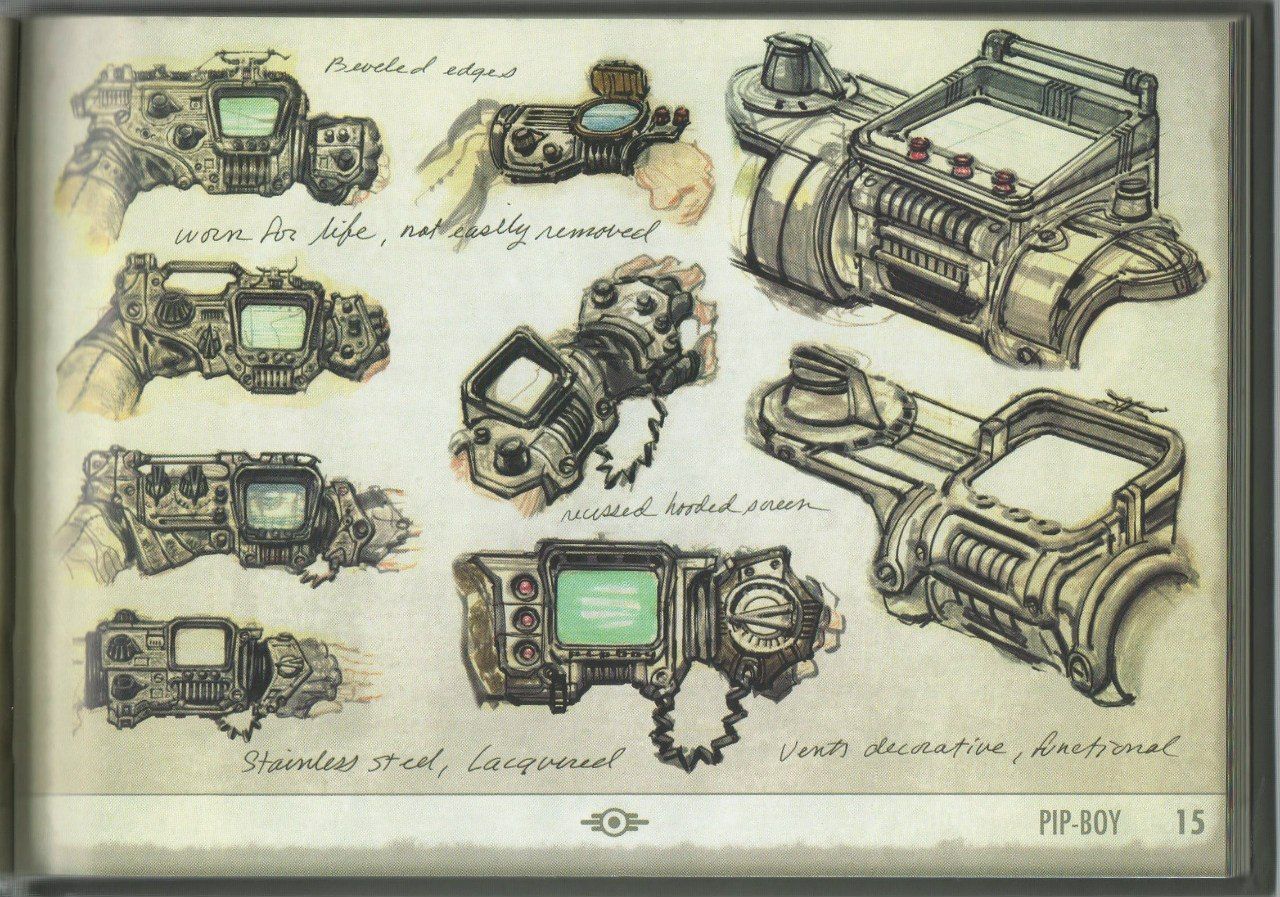 Beveled edges
worn for life, not easily removed
recessed hooded screen
Stainless steel, Lacquered
Vents decorative, functional
PIP-BOY 15